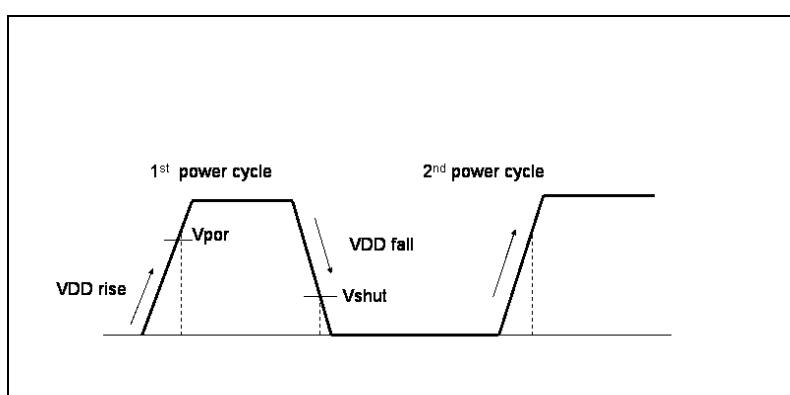 1st power cycle
2nd power cycle
Vpor
VDD fall
VDD rise
Vshut